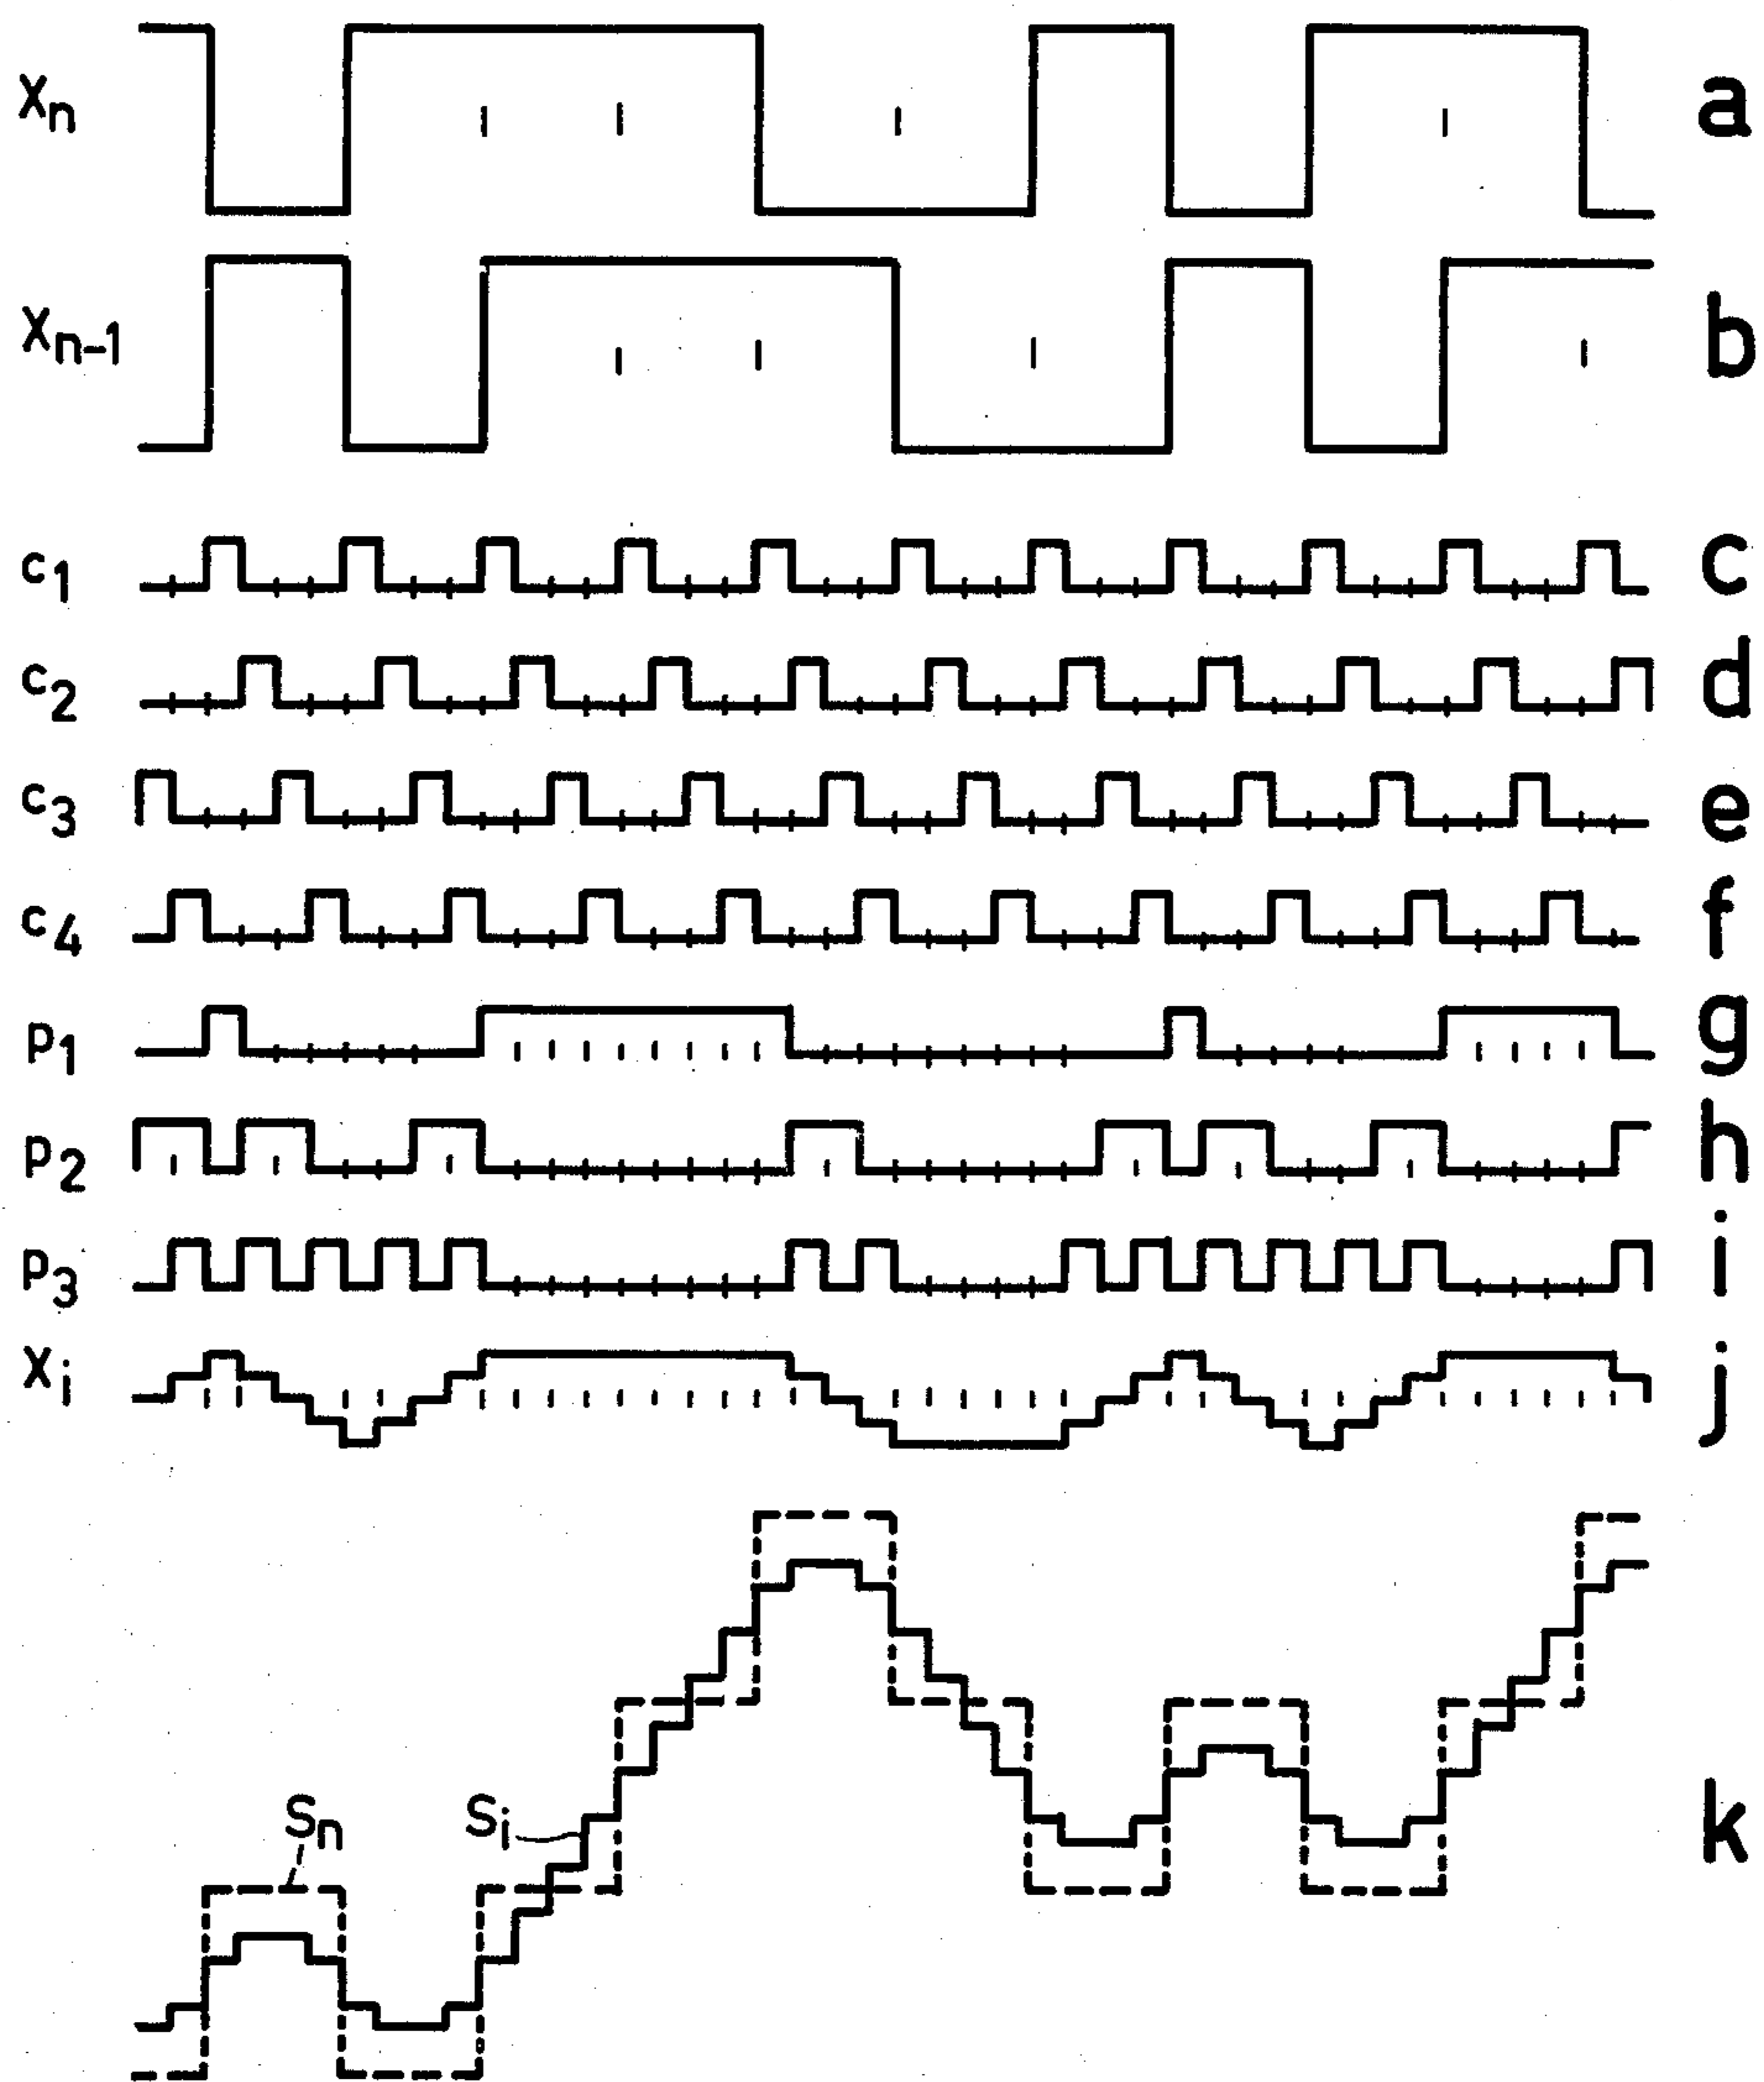 Xn a
Xn-1 b
c1 c
c2 d
c3 e
c4 f
p1 g
p2 h
p3 i
Xi j
Sn Si k